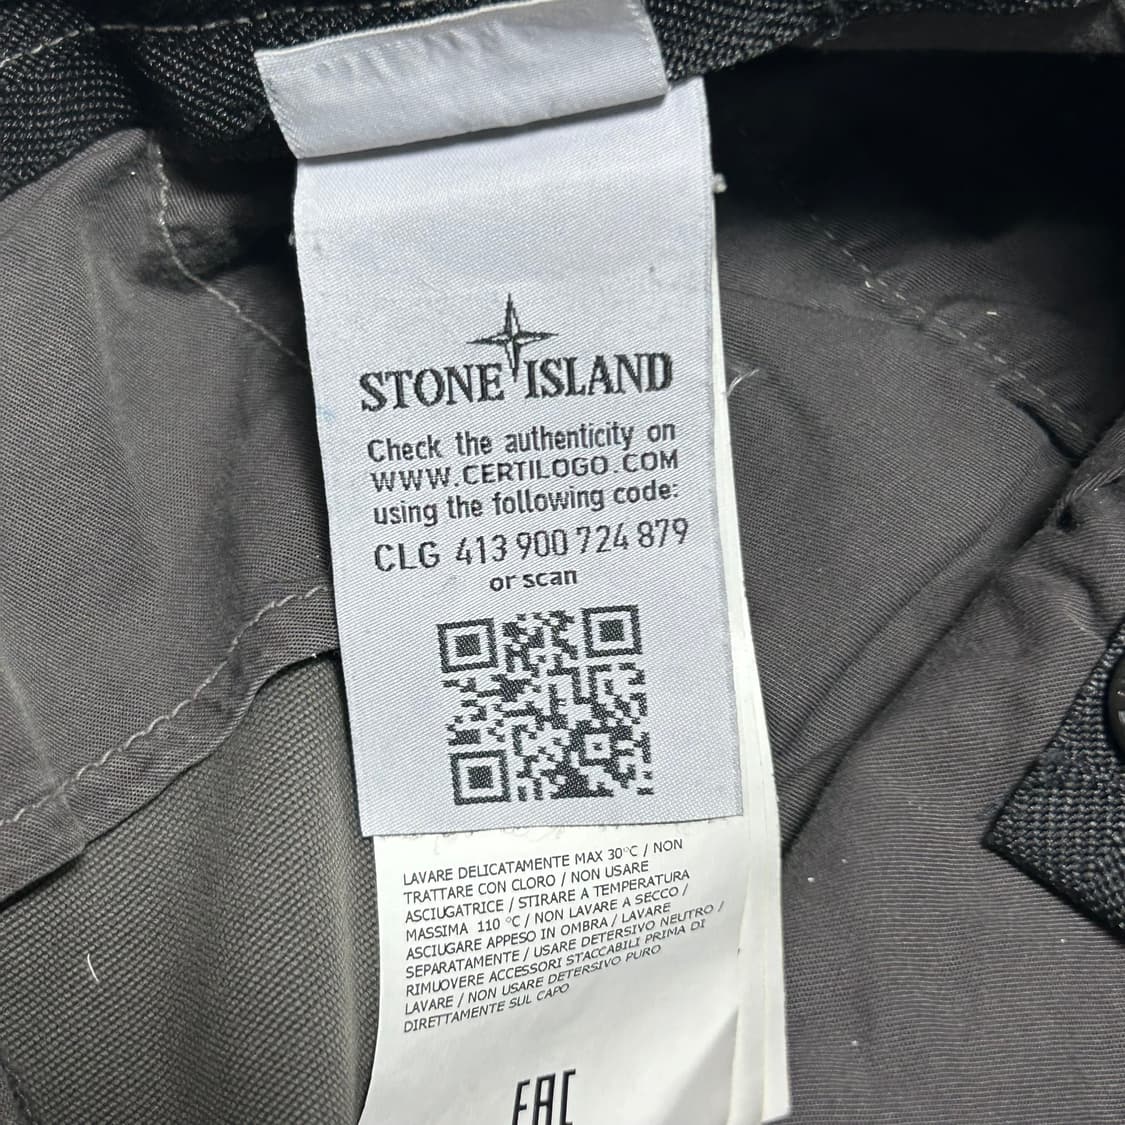 STONE ISLAND
Check the authenticity on
WWW.CERTILOGO.COM
using the following code:
CLG 413 900 724 879
or scan
LAVARE DELICATAMENTE MAX 30°C / NON
TRATTARE CON CLORO / NON USARE
ASCIUGATRICE / STIRARE A TEMPERATURA
MASSIMA 110 °C / NON LAVARE A SECCO /
ASCIUGARE APPESO IN OMBRA / LAVARE
SEPARATAMENTE / USARE DETERSIVO NEUTRO /
RIMUOVERE ACCESSORI STACCABILI PRIMA DI
LAVARE / NON USARE DETERSIVO PURO
DIRETTAMENTE SUL CAPO
EAC